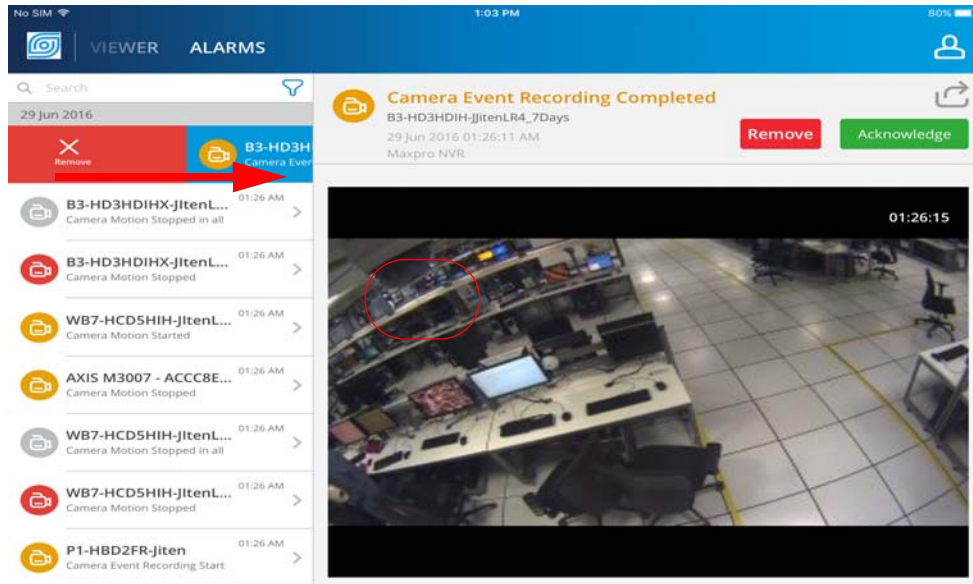 No SIM
1:03 PM
80%
VIEWER
ALARMS
Search
29 Jun 2016
Remove
B3-HD3H
Camera Even
B3-HD3HDIHX-JItenL... 01:26 AM
Camera Motion Stopped in all
B3-HD3HDIHX-JItenL... 01:26 AM
Camera Motion Stopped
WB7-HCD5HIH-JItenL... 01:26 AM
Camera Motion Started
AXIS M3007 - ACCC8E... 01:26 AM
Camera Motion Stopped
WB7-HCD5HIH-JItenL... 01:26 AM
Camera Motion Stopped in all
WB7-HCD5HIH-JItenL... 01:26 AM
Camera Motion Stopped
P1-HBD2FR-Jiten 01:26 AM
Camera Event Recording Start
Camera Event Recording Completed
B3-HD3HDIH-JJitenLR4_7Days
29 Jun 2016 01:26:11 AM
Maxpro NVR
Remove
Acknowledge
01:26:15